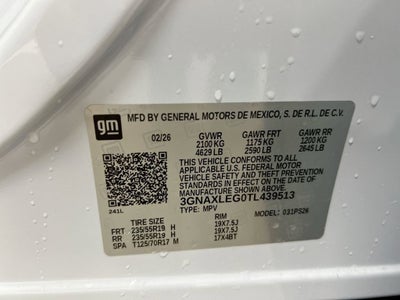 gm
MFD BY GENERAL MOTORS DE MEXICO, S. DE R.L. DE C.V.
02/26 GVWR GAWR FRT GAWR RR
2100 KG 1175 KG 1200 KG
4629 LB 2590 LB 2645 LB
THIS VEHICLE CONFORMS TO ALL
APPLICABLE U.S. FEDERAL MOTOR
VEHICLE SAFETY AND THEFT PREVENTION
STANDARDS IN EFFECT ON THE DATE OF
MANUFACTURE SHOWN ABOVE.
3GNAXLEG0TL439513
TYPE: MPV MODEL: 031PS26
241L
TIRE SIZE RIM
FRT 235/55R19 H 19X7.5J
RR 235/55R19 H 19X7.5J
SPA T125/70R17 M 17X4BT